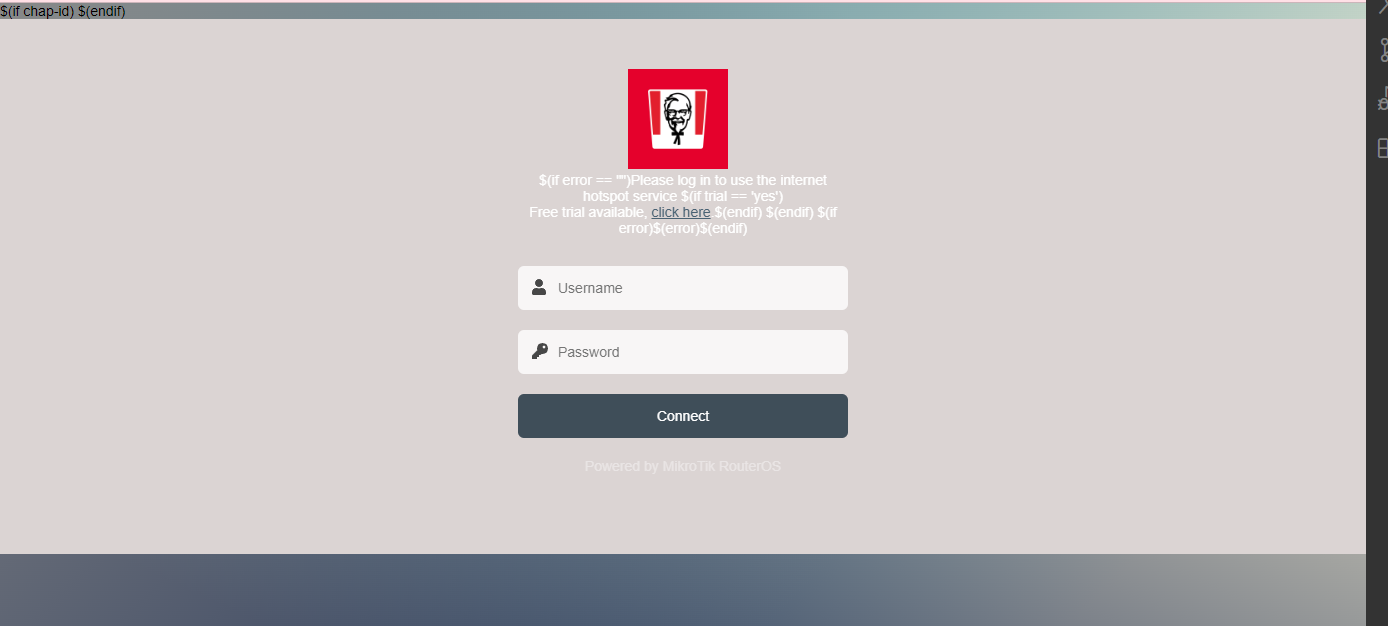 $(if chap-id) $(endif)
$(if error == "")Please log in to use the internet
hotspot service $(if trial == 'yes')
Free trial available, click here $(endif) $(endif) $(if
error)$(error)$(endif)
Username
Password
Connect
Powered by MikroTik RouterOS